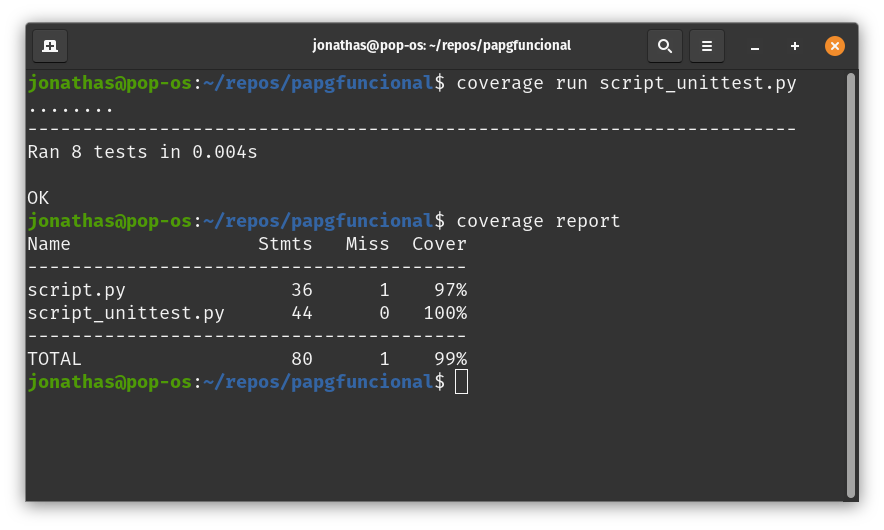 jonathas@pop-os: ~/repos/papgfuncional
jonathas@pop-os:~/repos/papgfuncional$ coverage run script_unittest.py
........
----------------------------------------------------------------------
Ran 8 tests in 0.004s

OK
jonathas@pop-os:~/repos/papgfuncional$ coverage report
Name                 Stmts   Miss  Cover
----------------------------------------
script.py               36      1    97%
script_unittest.py      44      0   100%
----------------------------------------
TOTAL                   80      1    99%
jonathas@pop-os:~/repos/papgfuncional$